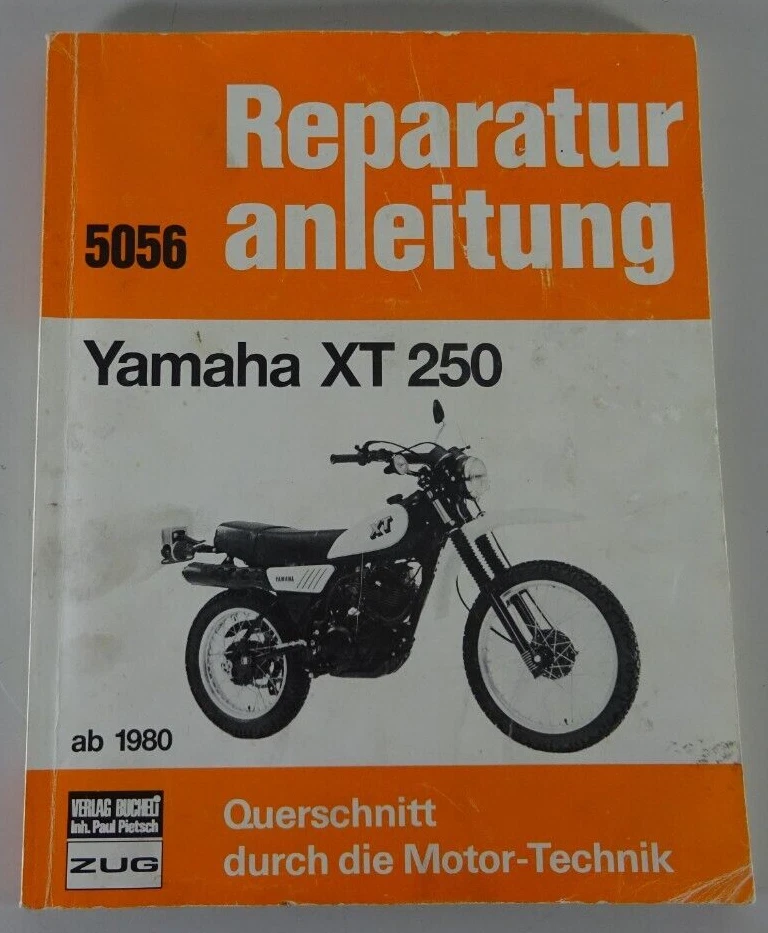 Reparatur
5056 anleitung
Yamaha XT 250
XT
YAMAHA
ab 1980
VERLAG BUCHELI
Inh. Paul Pietsch
ZUG
Querschnitt
durch die Motor-Technik